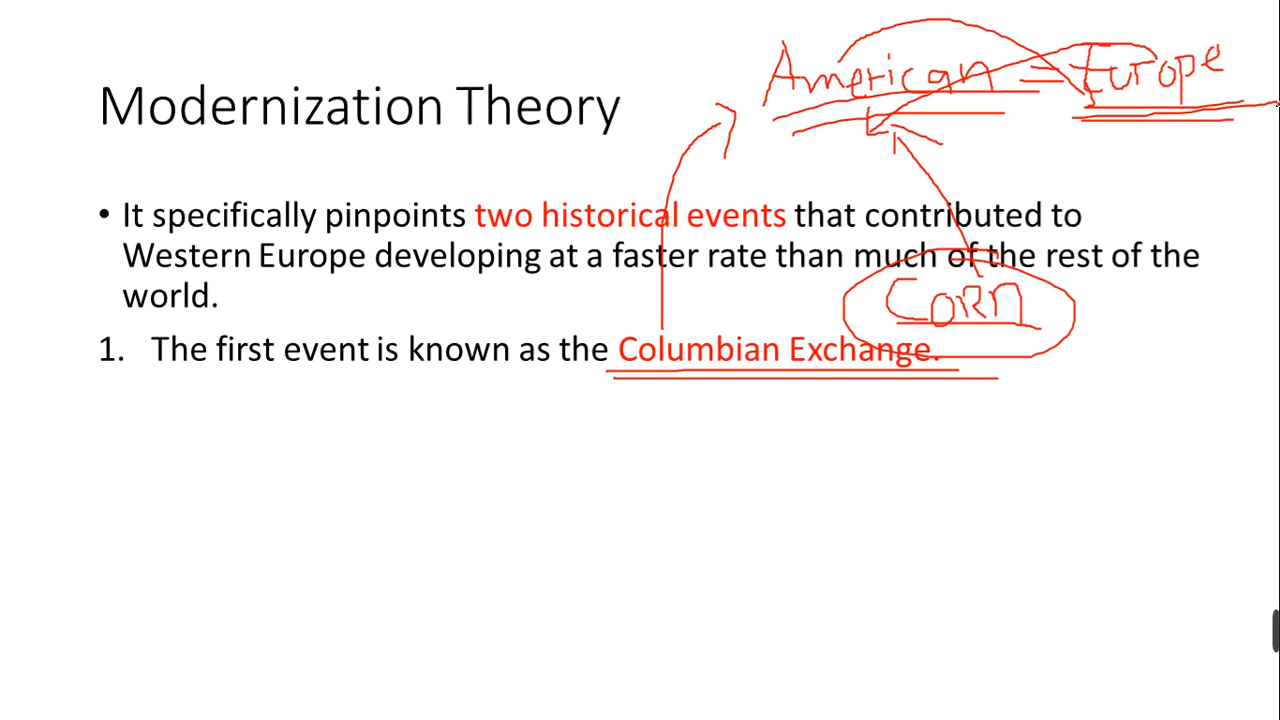 American = Europe
Modernization Theory
• It specifically pinpoints two historical events that contributed to
Western Europe developing at a faster rate than much of the rest of the
world.
CORN
1. The first event is known as the Columbian Exchange.